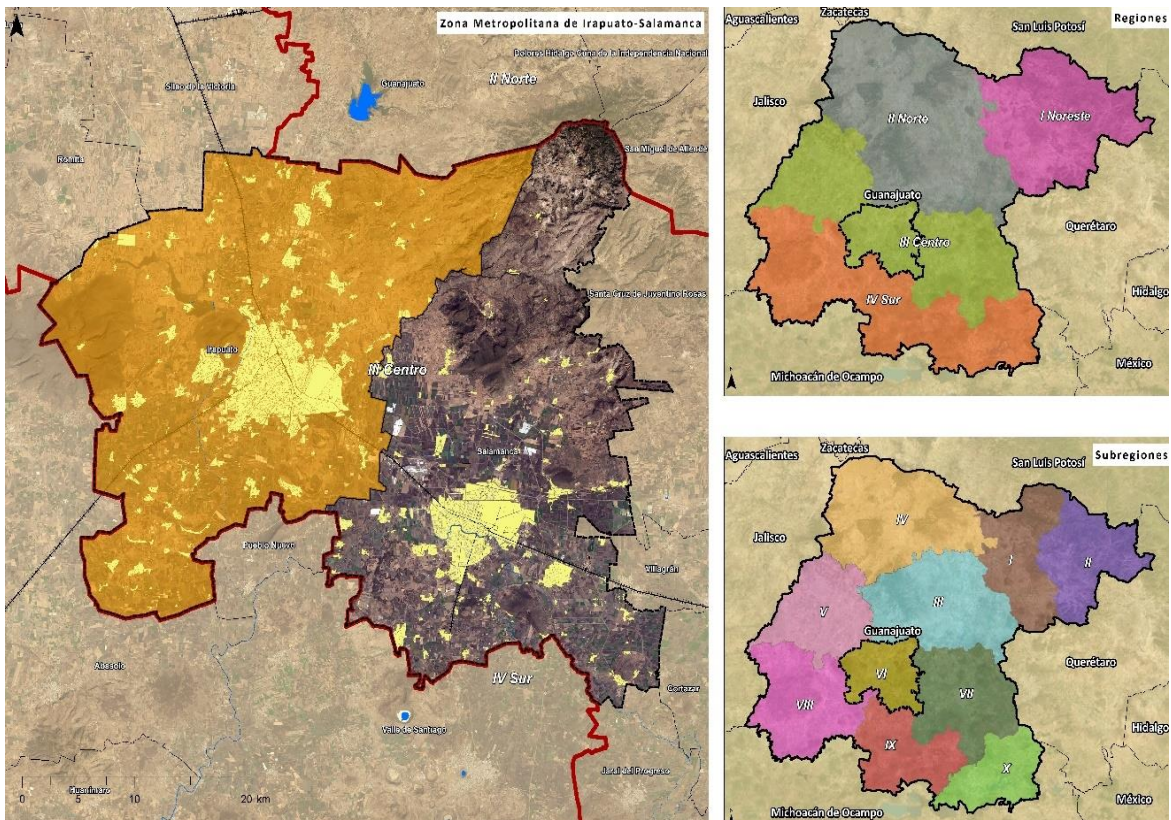 Zona Metropolitana de Irapuato-Salamanca
Dolores Hidalgo Cuna de la Independencia Nacional
II Norte
Silao de la Victoria
Guanajuato
Romita
San Miguel de Allende
Santa Cruz de Juventino Rosas
Irapuato
III Centro
Salamanca
Pueblo Nuevo
Villagrán
Abasolo
IV Sur
Cortazar
Valle de Santiago
Jaral del Progreso
Huanímaro
0 5 10 20 km
Regiones
Zacatecas
Aguascalientes
San Luis Potosí
Jalisco
II Norte
I Noreste
Guanajuato
Querétaro
III Centro
Hidalgo
IV Sur
México
Michoacán de Ocampo
Subregiones
Zacatecas
Aguascalientes
San Luis Potosí
IV
Jalisco
I
II
III
V
Guanajuato
Querétaro
VI
VII
VIII
Hidalgo
IX
X
México
Michoacán de Ocampo